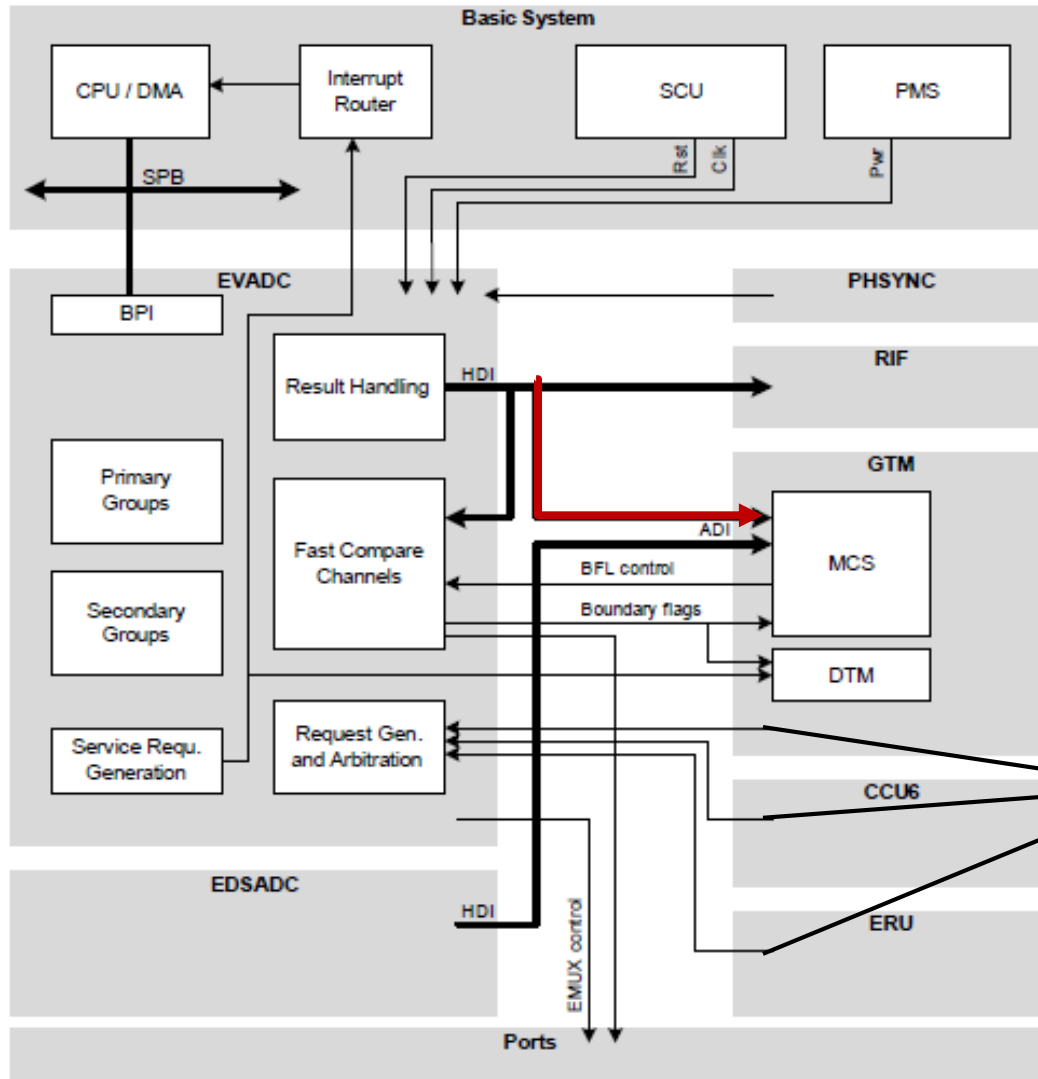 Basic System
CPU / DMA
Interrupt
Router
SCU
PMS
Rst
Clk
Pwr
SPB
EVADC
PHSYNC
BPI
RIF
Result Handling
HDI
GTM
Primary
Groups
Fast Compare
Channels
ADI
MCS
BFL control
Secondary
Groups
Boundary flags
DTM
Service Requ.
Generation
Request Gen.
and Arbitration
CCU6
EDSADC
HDI
EMUX control
ERU
Ports